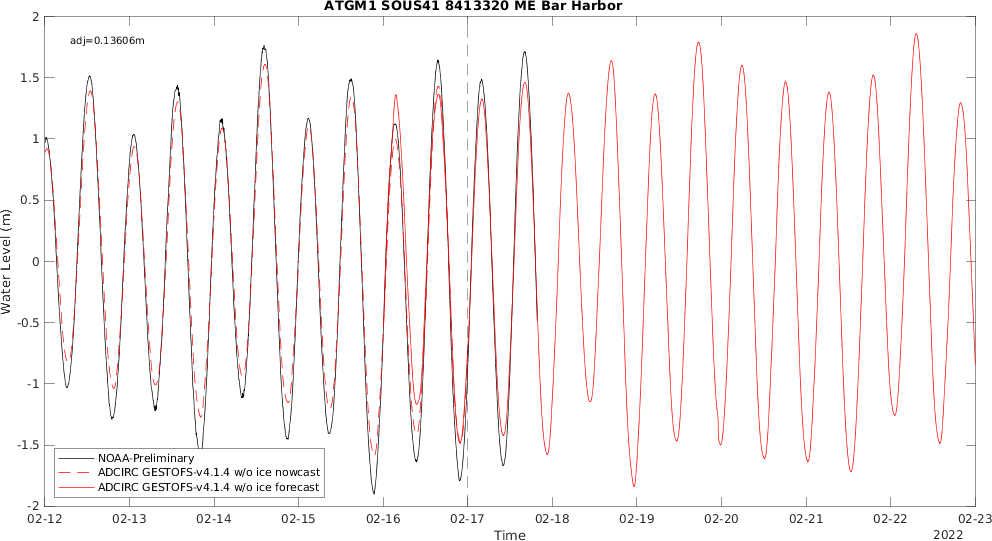 ATGM1 SOUS41 8413320 ME Bar Harbor
adj=0.13606m
2
1.5
1
0.5
0
-0.5
-1
-1.5
-2
Water Level (m)
NOAA-Preliminary
ADCIRC GESTOFS-v4.1.4 w/o ice nowcast
ADCIRC GESTOFS-v4.1.4 w/o ice forecast
02-12 02-13 02-14 02-15 02-16 02-17 02-18 02-19 02-20 02-21 02-22 02-23
Time
2022